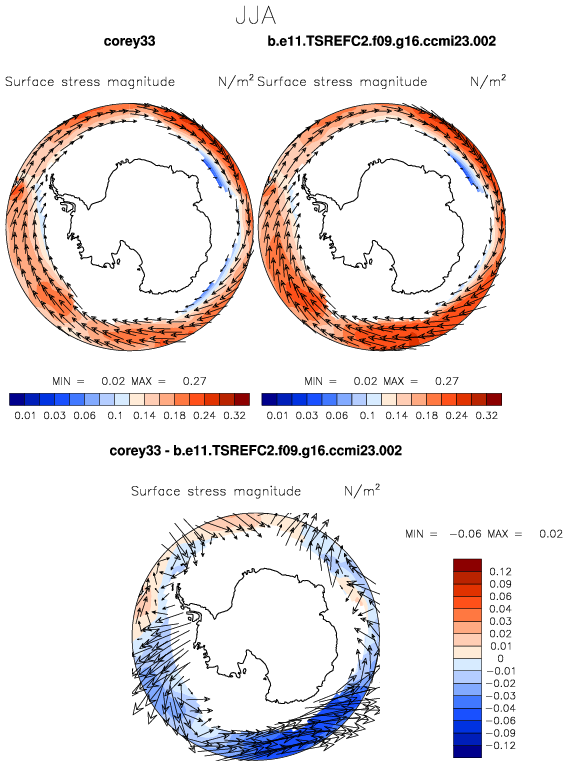 JJA
corey33 b.e11.TSREFC2.f09.g16.ccmi23.002
Surface stress magnitude N/m² Surface stress magnitude N/m²
MIN = 0.02 MAX = 0.27 MIN = 0.02 MAX = 0.27
0.01 0.03 0.06 0.1 0.14 0.18 0.24 0.32 0.01 0.03 0.06 0.1 0.14 0.18 0.24 0.32
corey33 - b.e11.TSREFC2.f09.g16.ccmi23.002
Surface stress magnitude N/m²
MIN = -0.06 MAX = 0.02
0.12
0.09
0.06
0.04
0.03
0.02
0.01
0
-0.01
-0.02
-0.03
-0.04
-0.06
-0.09
-0.12